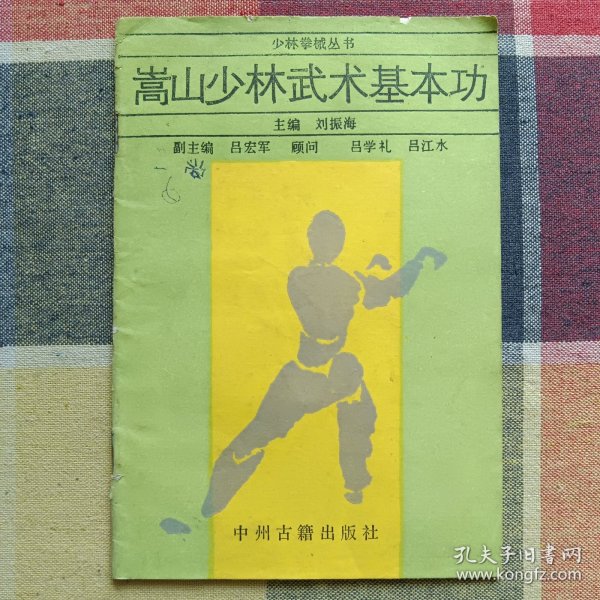 少林拳械丛书
嵩山少林武术基本功
主编 刘振海
副主编 吕宏军 顾问 吕学礼 吕江水
中州古籍出版社
孔夫子旧书网
www.kongfz.com